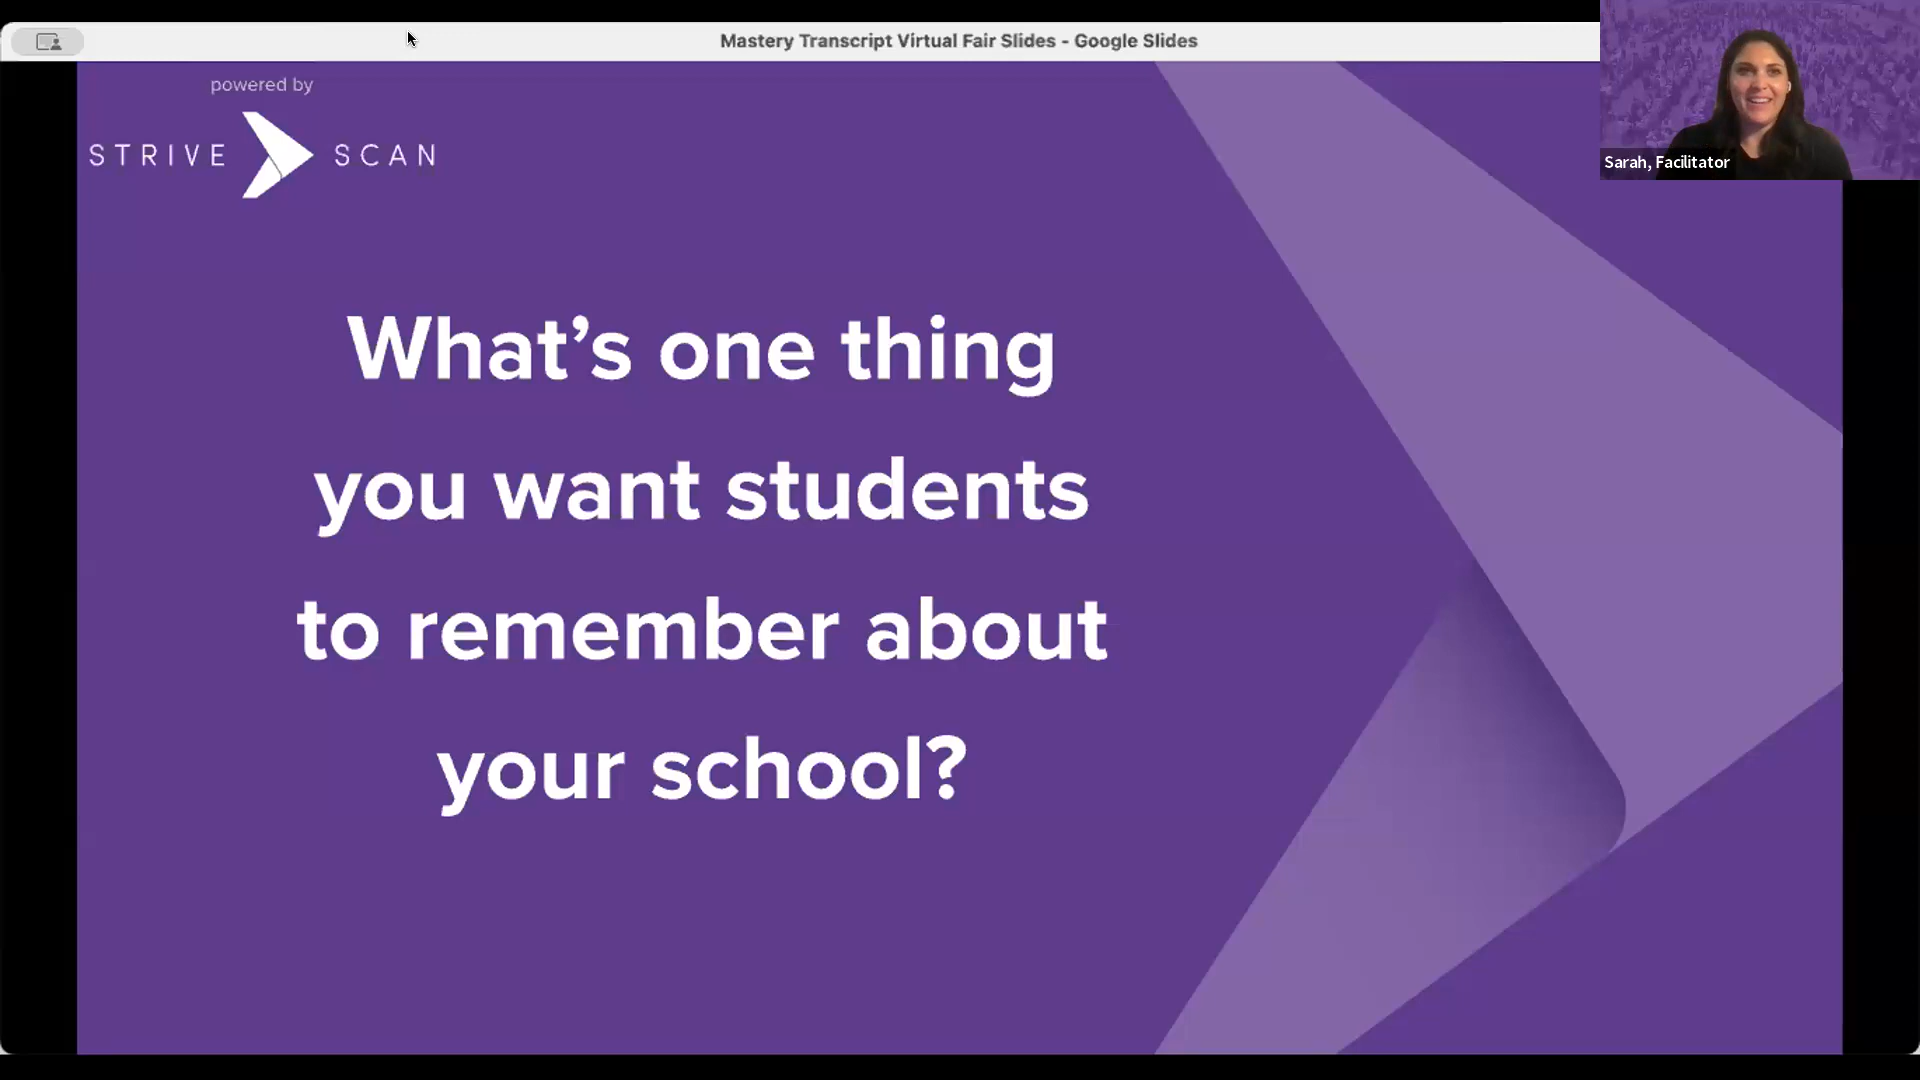 Mastery Transcript Virtual Fair Slides - Google Slides
powered by
STRIVE SCAN
Sarah, Facilitator
What’s one thing
you want students
to remember about
your school?